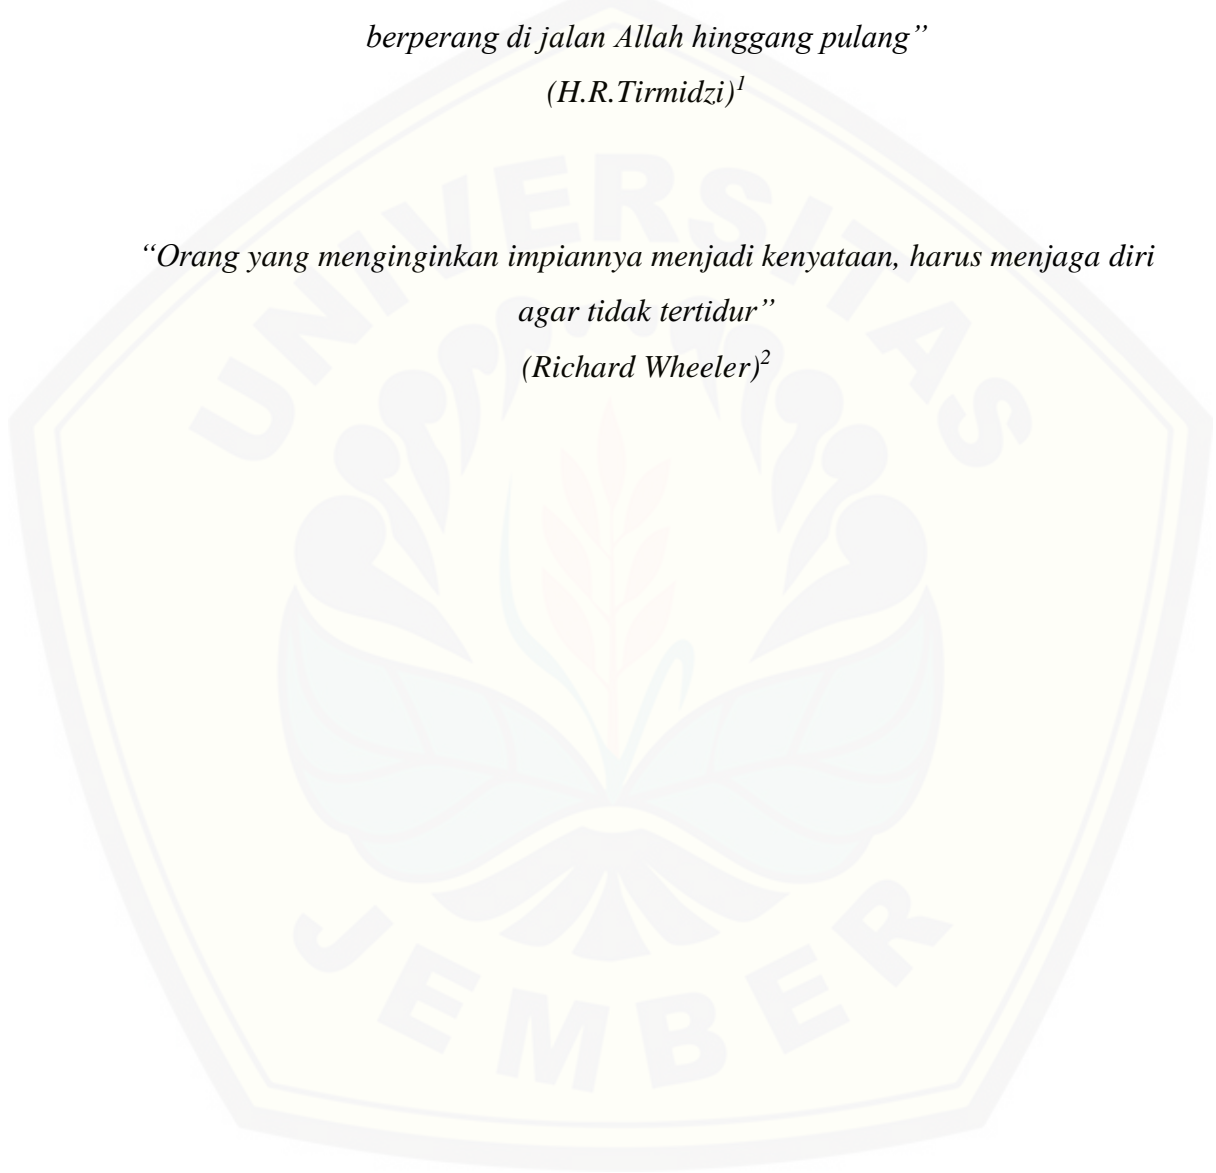 berperang di jalan Allah hinggang pulang”
(H.R.Tirmidzi)1
“Orang yang menginginkan impiannya menjadi kenyataan, harus menjaga diri
agar tidak tertidur”
(Richard Wheeler)2
UNIVERSITAS
JEMBER